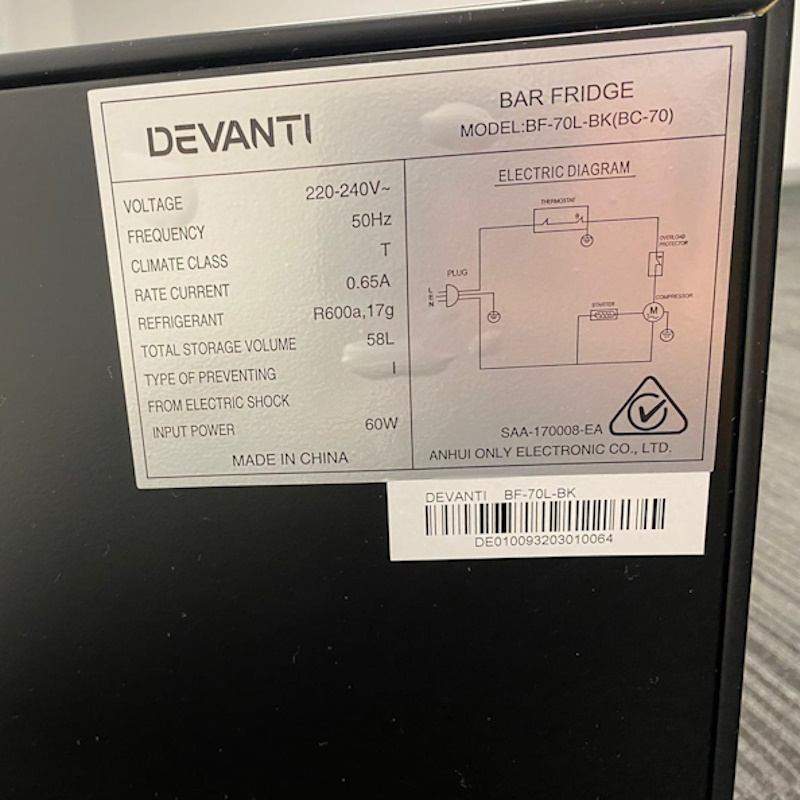 DEVANTI
BAR FRIDGE
MODEL:BF-70L-BK(BC-70)
VOLTAGE 220-240V~
FREQUENCY 50Hz
CLIMATE CLASS T
RATE CURRENT 0.65A
REFRIGERANT R600a,17g
TOTAL STORAGE VOLUME 58L
TYPE OF PREVENTING I
FROM ELECTRIC SHOCK
INPUT POWER 60W
MADE IN CHINA
ELECTRIC DIAGRAM
THERMOSTAT
OVERLOAD
PROTECTOR
PLUG
L
E
N
STARTER
COMPRESSOR
M
SAA-170008-EA
ANHUI ONLY ELECTRONIC CO., LTD.
DEVANTI BF-70L-BK
DE010093203010064